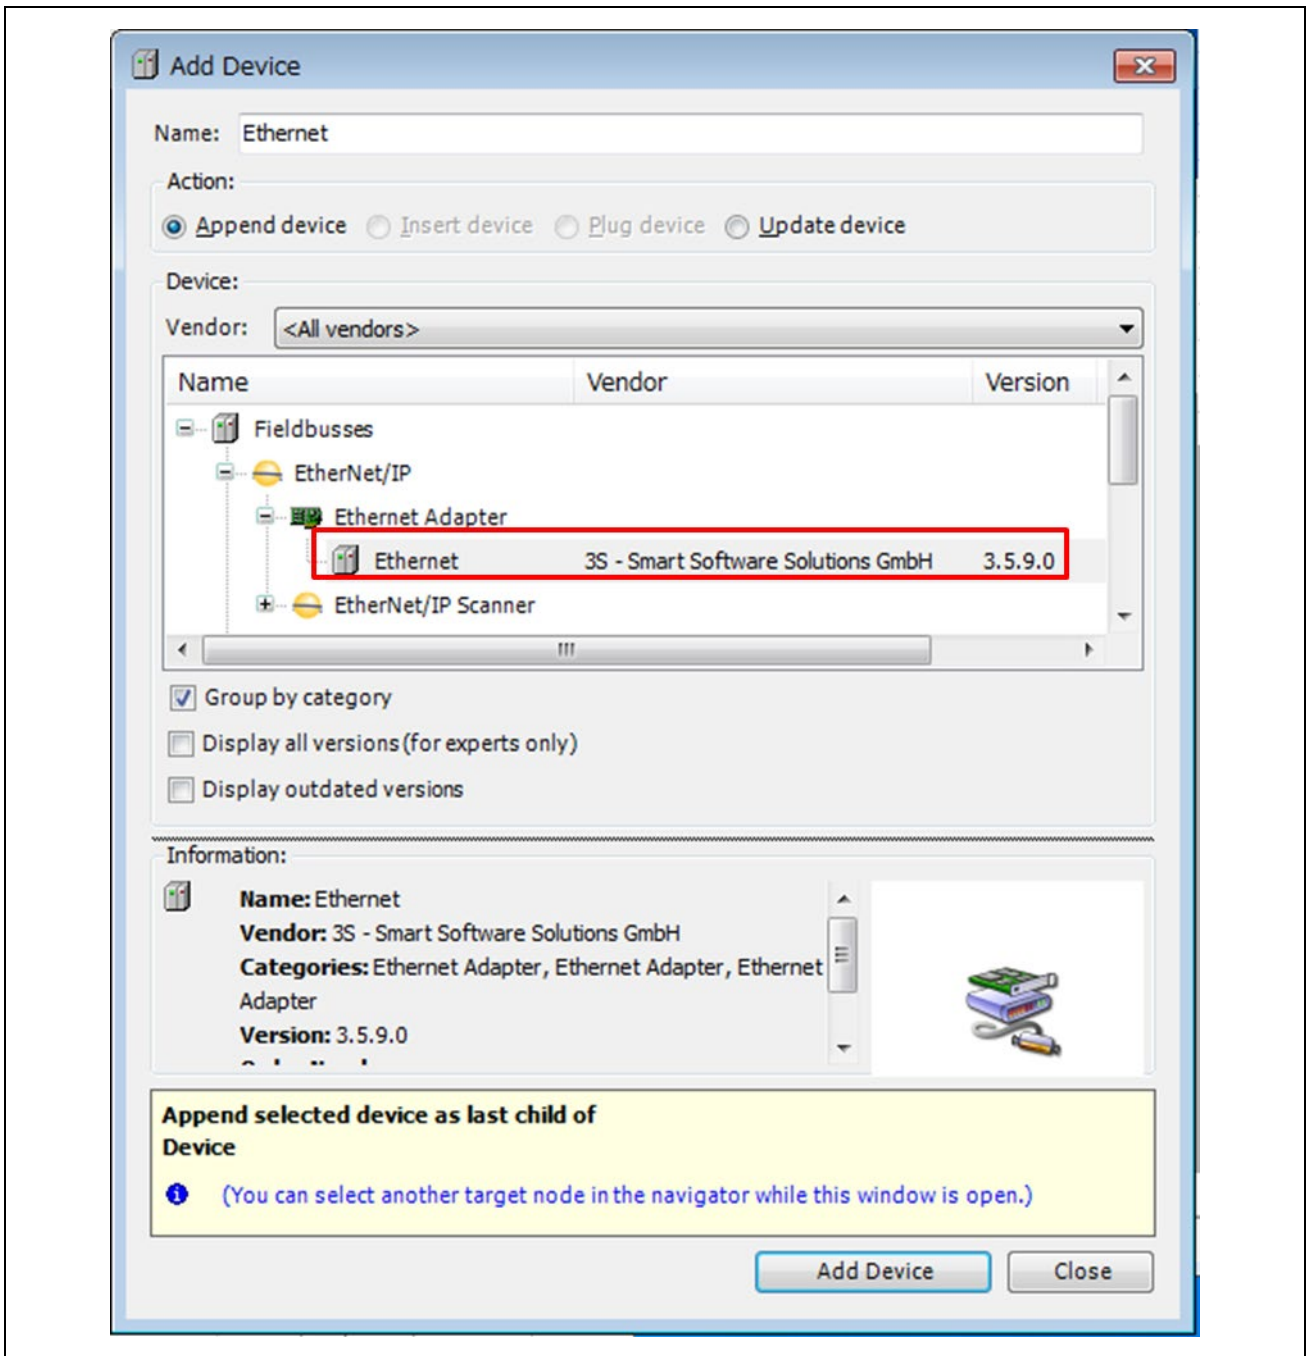 Add Device
Name: Ethernet
Action:
Append device Insert device Plug device Update device
Device:
Vendor: <All vendors>
Name Vendor Version
Fieldbusses
EtherNet/IP
Ethernet Adapter
Ethernet 3S - Smart Software Solutions GmbH 3.5.9.0
EtherNet/IP Scanner
Group by category
Display all versions (for experts only)
Display outdated versions
Information:
Name: Ethernet
Vendor: 3S - Smart Software Solutions GmbH
Categories: Ethernet Adapter, Ethernet Adapter, Ethernet
Adapter
Version: 3.5.9.0
Append selected device as last child of
Device
(You can select another target node in the navigator while this window is open.)
Add Device Close